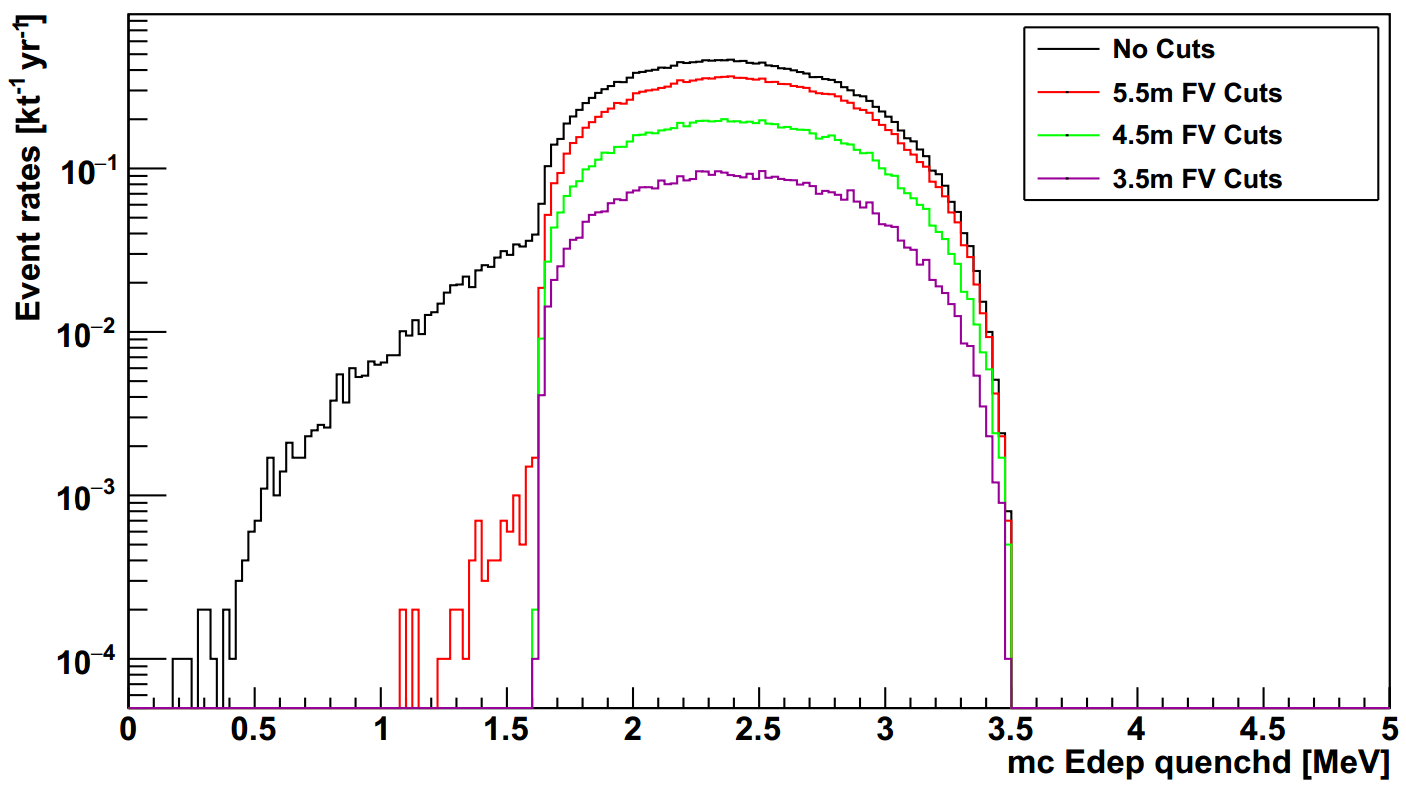 Event rates [kt⁻¹ yr⁻¹]
No Cuts
5.5m FV Cuts
4.5m FV Cuts
3.5m FV Cuts
10⁻¹
10⁻²
10⁻³
10⁻⁴
0 0.5 1 1.5 2 2.5 3 3.5 4 4.5 5
mc Edep quenchd [MeV]